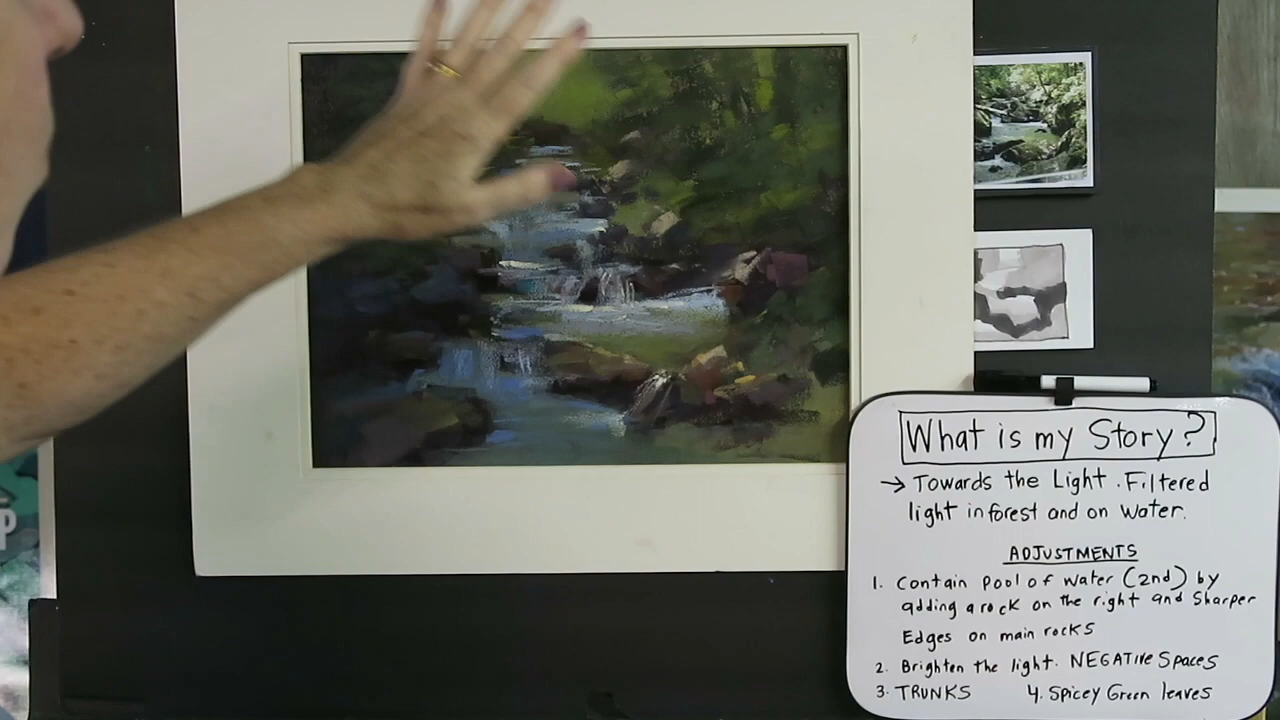 What is my Story?
→ Towards the Light. Filtered
light in forest and on water.
ADJUSTMENTS
1. Contain Pool of water (2nd) by
adding a rock on the right and Sharper
Edges on main rocks
2. Brighten the light. NEGATIVE Spaces
3. TRUNKS 4. Spicey Green leaves
P